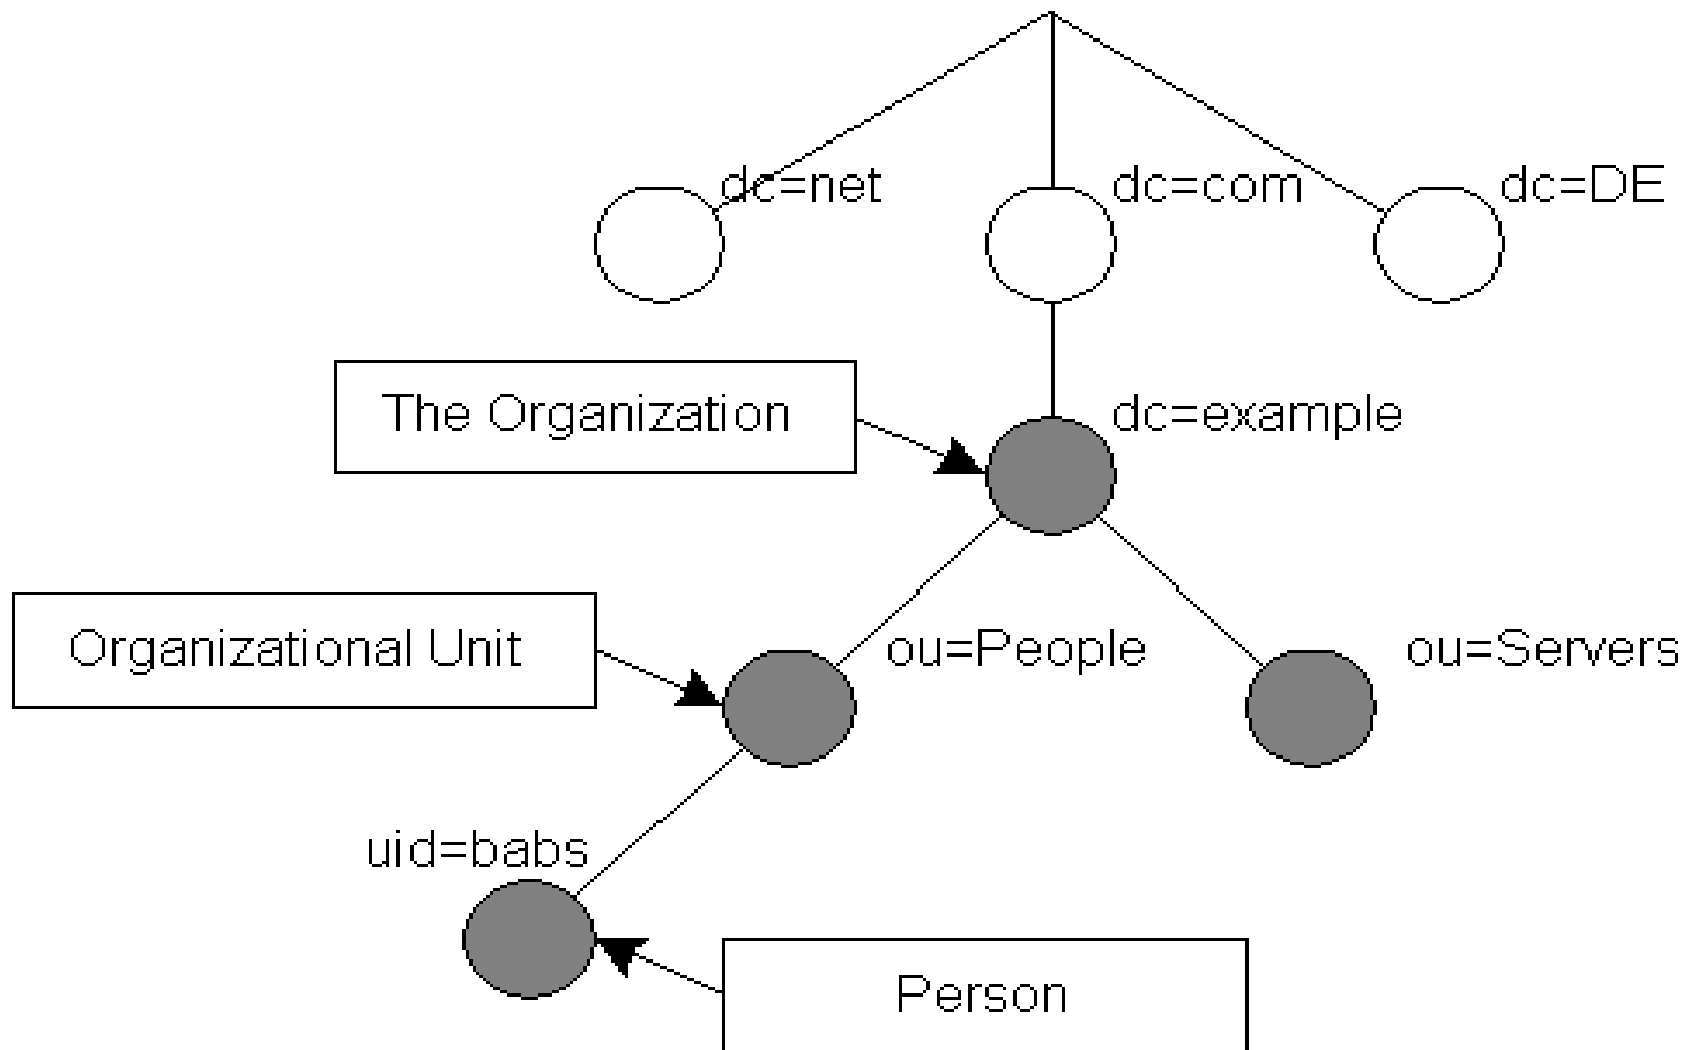 dc=net
dc=com
dc=DE
The Organization
dc=example
Organizational Unit
ou=People
ou=Servers
uid=babs
Person